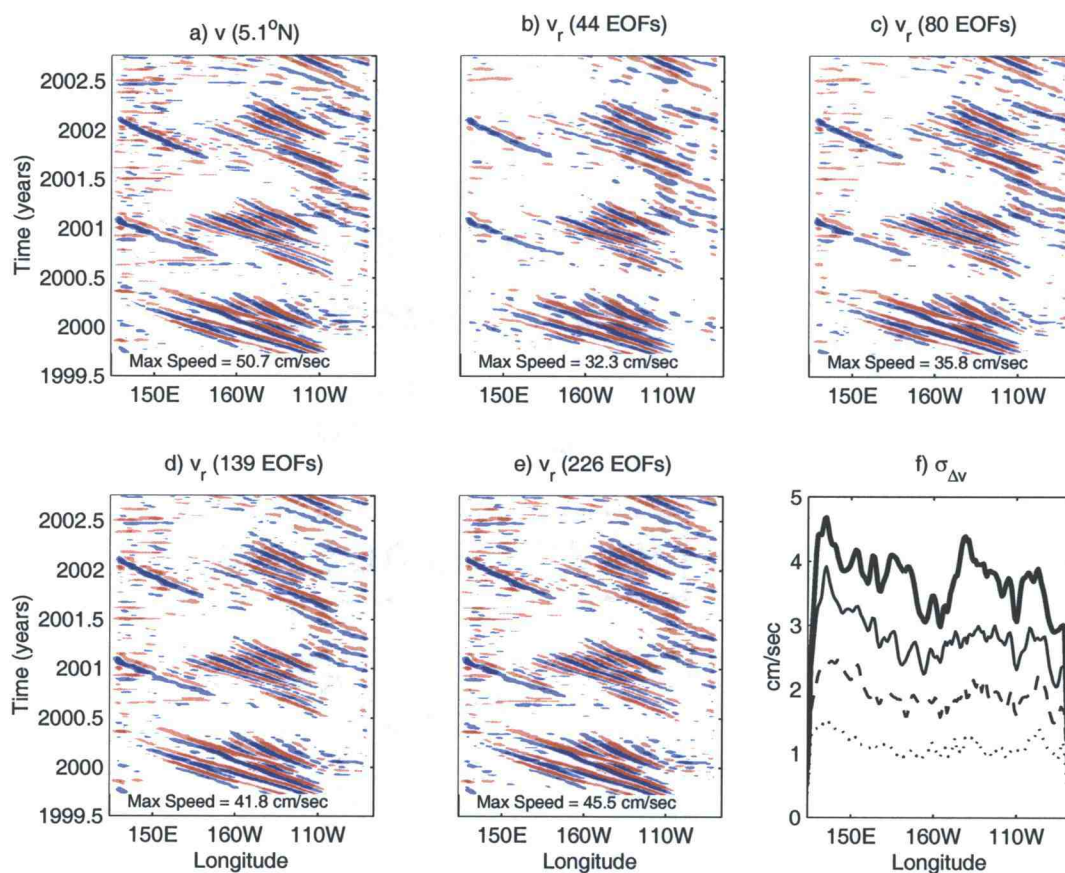 a) v (5.1°N)
b) vᵣ (44 EOFs)
c) vᵣ (80 EOFs)
Time (years)
2002.5
2002
2001.5
2001
2000.5
2000
1999.5
Max Speed = 50.7 cm/sec
Max Speed = 32.3 cm/sec
Max Speed = 35.8 cm/sec
150E 160W 110W
150E 160W 110W
150E 160W 110W
d) vᵣ (139 EOFs)
e) vᵣ (226 EOFs)
f) σ_Δv
Time (years)
2002.5
2002
2001.5
2001
2000.5
2000
1999.5
Max Speed = 41.8 cm/sec
Max Speed = 45.5 cm/sec
cm/sec
5
4
3
2
1
0
150E 160W 110W
150E 160W 110W
150E 160W 110W
Longitude
Longitude
Longitude